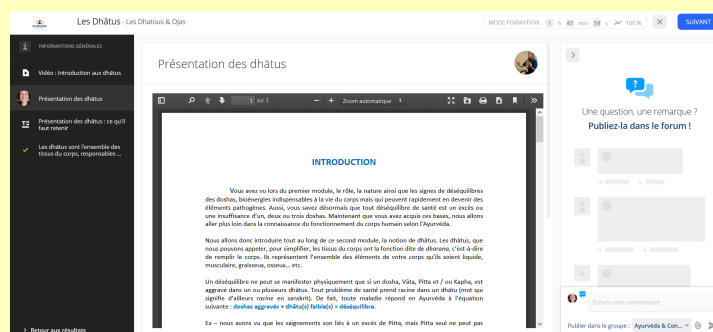 Les Dhâtus - Les Dhatous & Ojas
MODE FORMATION 1 h 47 min 59 s 100 %
SUIVANT
INFORMATIONS GÉNÉRALES
Vidéo : Introduction aux dhatus
Présentation des dhâtus
Présentation des dhâtus : ce qu'il
faut retenir
Les dhâtus sont l'ensemble des
tissus du corps, responsables ...
Retour aux résultats
Présentation des dhâtus
1 sur 3
Zoom automatique
INTRODUCTION
Vous avez vu lors du premier module, le rôle, la nature ainsi que les signes de déséquilibres
des doshas, bioénergies indispensables à la vie du corps mais qui peuvent rapidement en devenir des
éléments pathogènes. Aussi, vous savez désormais que tout déséquilibre de santé est un excès ou
une insuffisance d'un, deux ou trois doshas. Maintenant que vous avez acquis ces bases, nous allons
aller plus loin dans la connaissance du fonctionnement du corps humain selon l'Ayurvéda.
Nous allons donc introduire tout au long de ce second module, la notion de dhâtus. Les dhâtus, que
nous pouvons appeler, pour simplifier, les tissus du corps ont la fonction dite de dharana, c'est-à-dire
de remplir le corps. Ils représentent l'ensemble des éléments de votre corps qu'ils soient liquide,
musculaire, graisseux, osseux... etc.
Un déséquilibre ne peut se manifester physiquement que si un dosha, Vâta, Pitta et / ou Kapha, est
aggravé dans un ou plusieurs dhâtus. Tout problème de santé prend racine dans un dhâtu (mot qui
signifie d'ailleurs racine en sanskrit). De fait, toute maladie répond en Ayurvéda à l'équation
suivante : doshas aggravés + dhâtu(s) faible(s) = déséquilibre.
Ex – nous avons vu que les saignements son liés à un excès de Pitta, mais Pitta seul ne peut pas
Une question, une remarque ?
Publiez-la dans le forum !
Écrivez votre commentaire
Publier dans le groupe : Ayurvéda & Con...